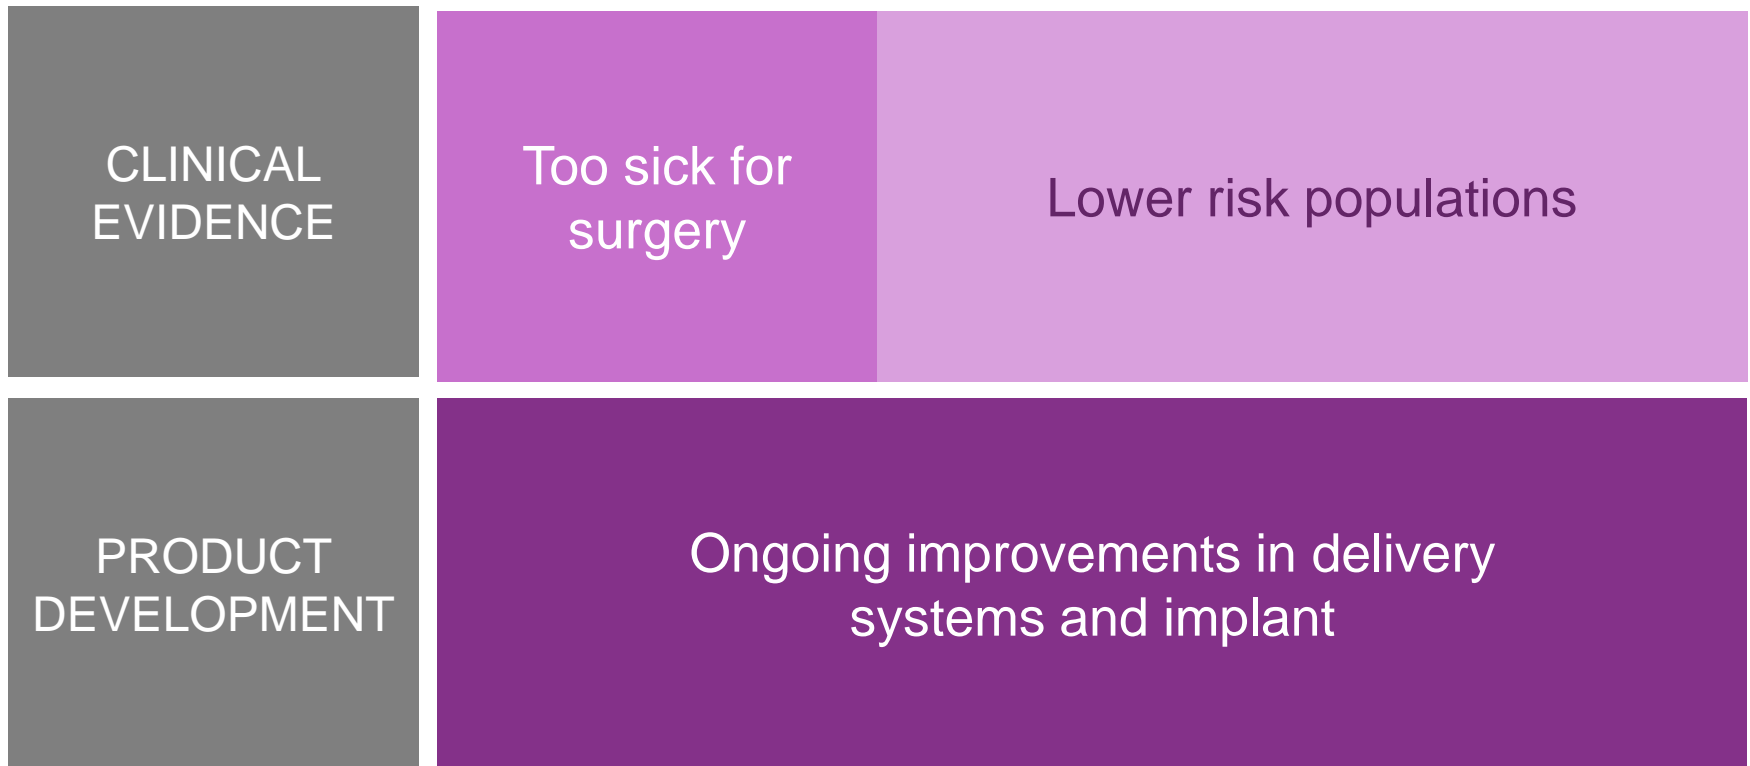 CLINICAL
EVIDENCE
Too sick for
surgery
Lower risk populations
PRODUCT
DEVELOPMENT
Ongoing improvements in delivery
systems and implant